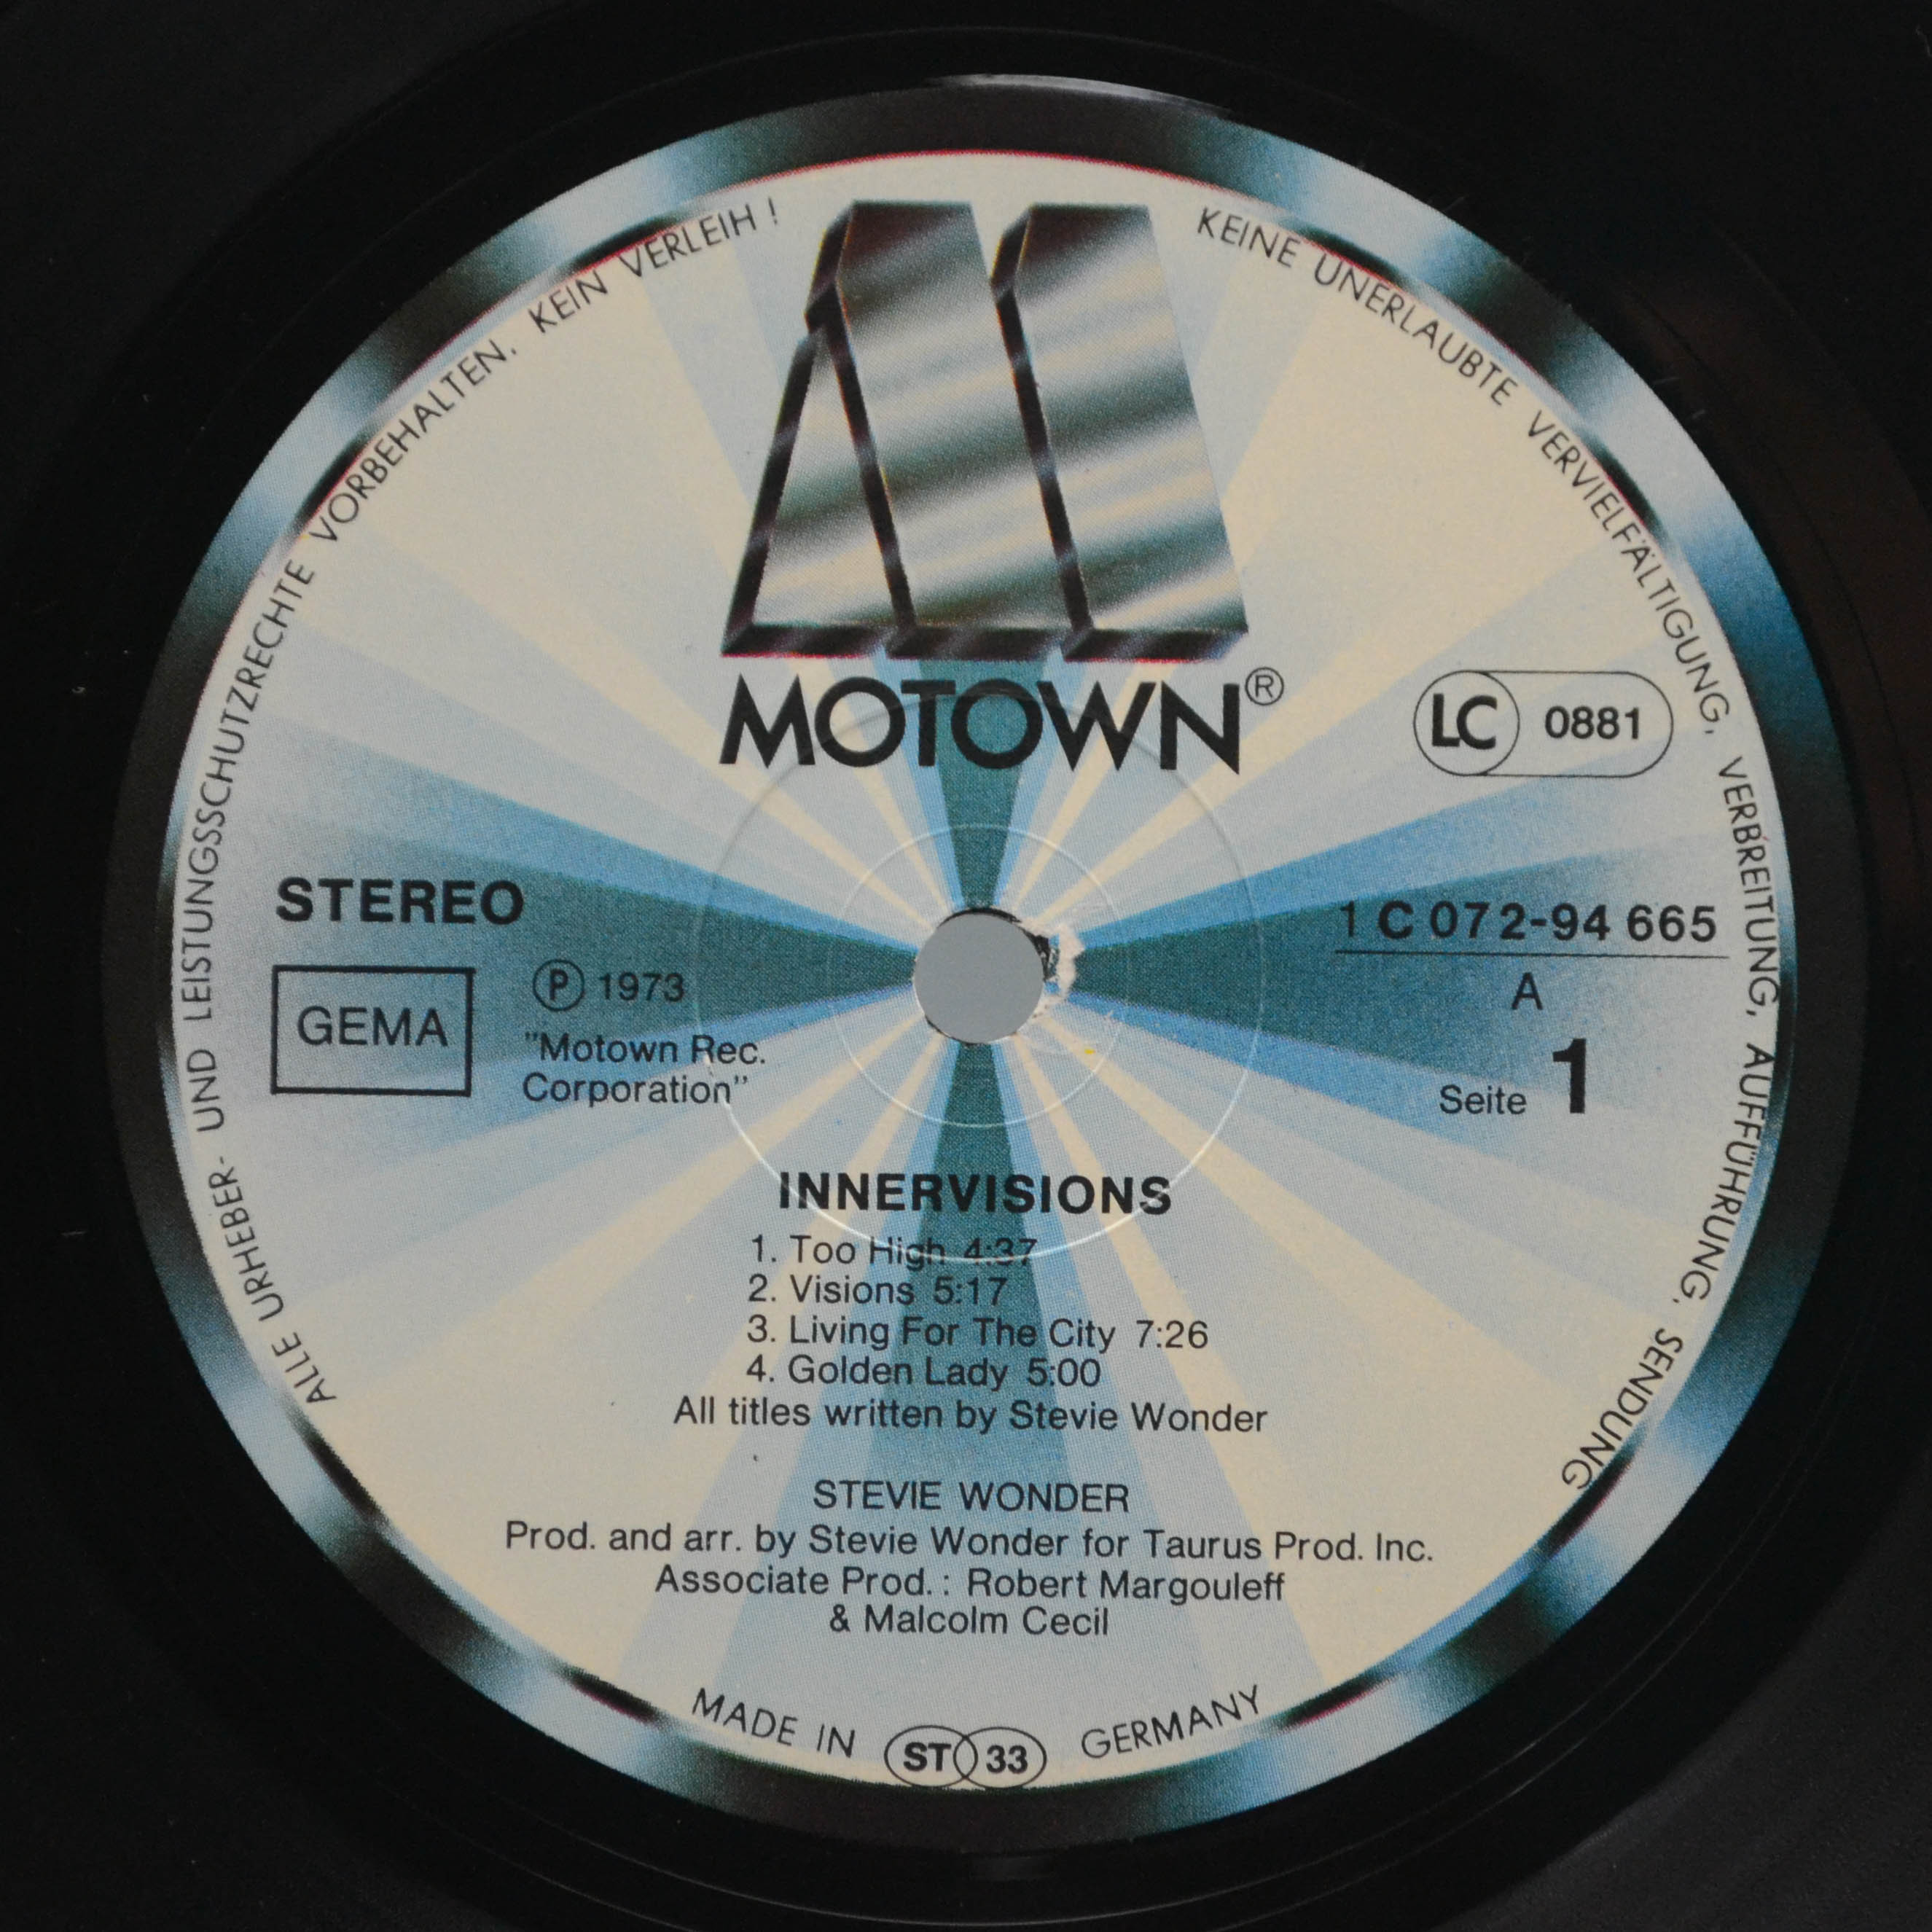 ALLE URHEBER- UND LEISTUNGSSCHUTZRECHTE VORBEHALTEN. KEIN VERLEIH !
KEINE UNERLAUBTE VERVIELFÄLTIGUNG, VERBREITUNG, AUFFÜHRUNG, SENDUNG
MOTOWN®
LC 0881
STEREO
GEMA
Ⓟ 1973
"Motown Rec.
Corporation"
1 C 072-94 665
A
Seite 1
INNERVISIONS
1. Too High 4:37
2. Visions 5:17
3. Living For The City 7:26
4. Golden Lady 5:00
All titles written by Stevie Wonder
STEVIE WONDER
Prod. and arr. by Stevie Wonder for Taurus Prod. Inc.
Associate Prod. : Robert Margouleff
& Malcolm Cecil
MADE IN ST 33 GERMANY